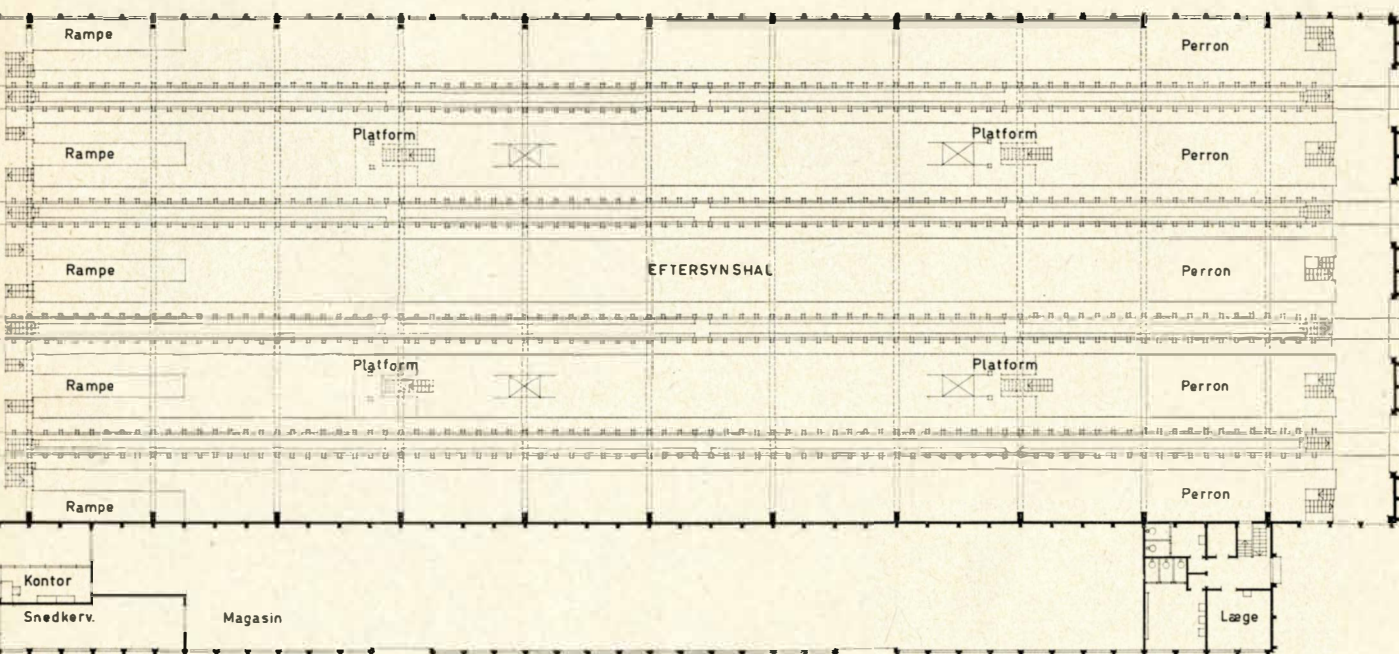 Rampe
Perron
Platform
Platform
Rampe
Perron
Rampe
EFTERSYNSHAL
Perron
Platform
Platform
Rampe
Perron
Rampe
Perron
Kontor
Snedkerv.
Magasin
Læge